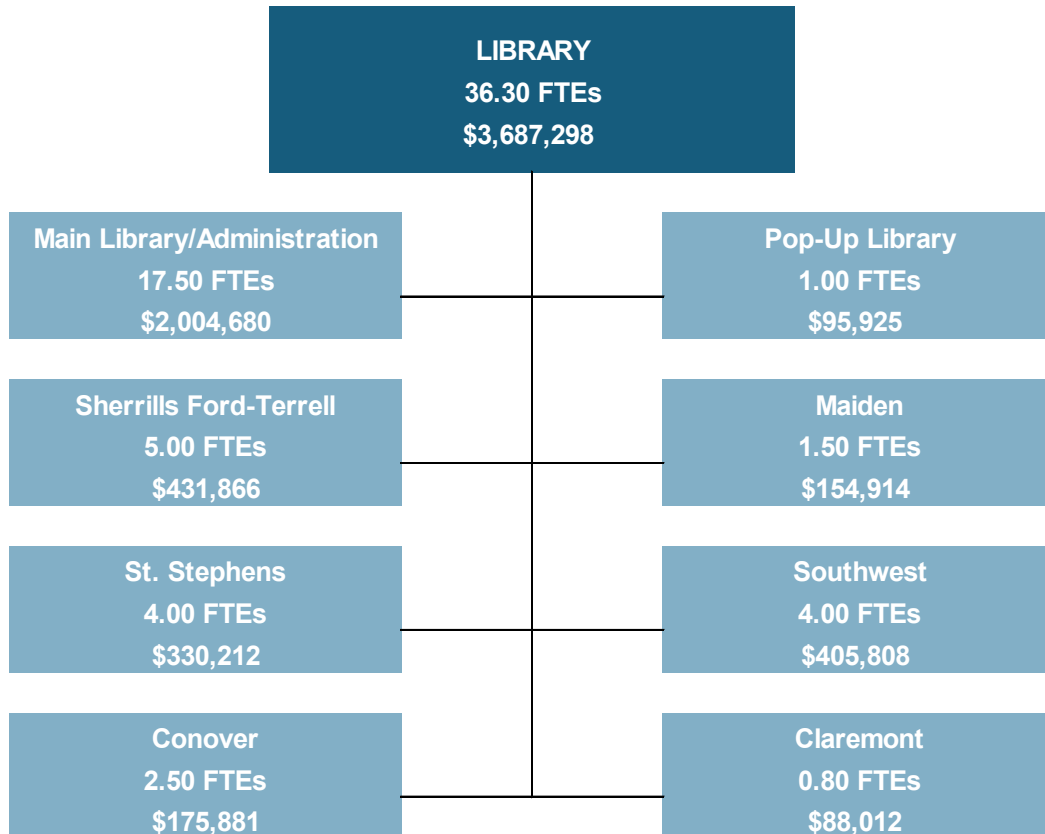 LIBRARY
36.30 FTEs
$3,687,298
Main Library/Administration
17.50 FTEs
$2,004,680
Pop-Up Library
1.00 FTEs
$95,925
Sherrills Ford-Terrell
5.00 FTEs
$431,866
Maiden
1.50 FTEs
$154,914
St. Stephens
4.00 FTEs
$330,212
Southwest
4.00 FTEs
$405,808
Conover
2.50 FTEs
$175,881
Claremont
0.80 FTEs
$88,012